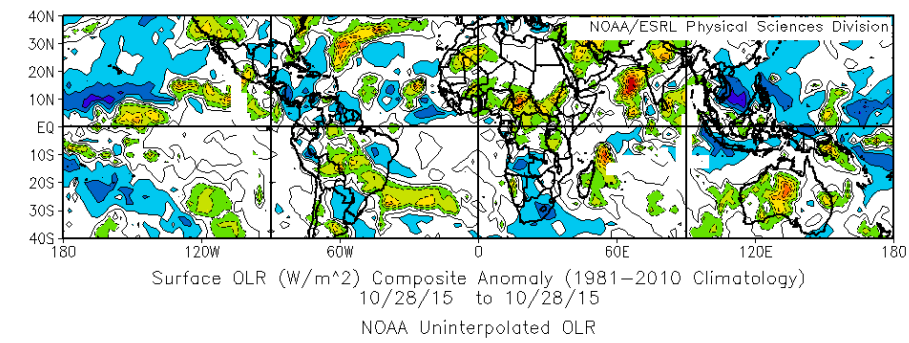 40N
NOAA/ESRL Physical Sciences Division
30N
20N
10N
EQ
10S
20S
30S
40S
180 120W 60W 0 60E 120E 180
Surface OLR (W/m^2) Composite Anomaly (1981-2010 Climatology)
10/28/15 to 10/28/15
NOAA Uninterpolated OLR